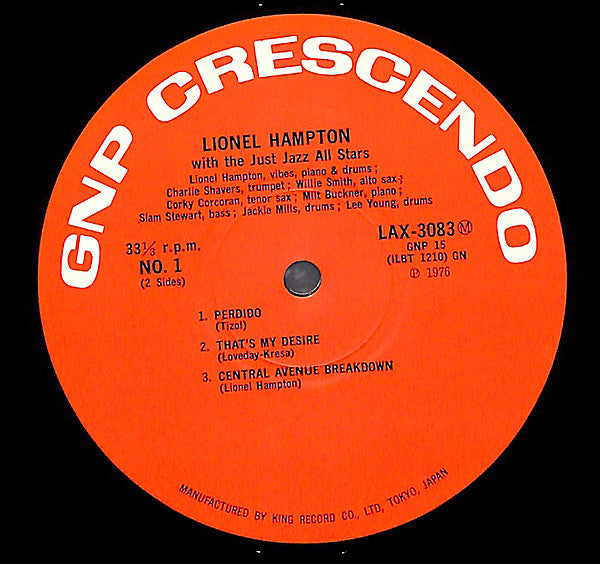 GNP CRESCENDO
LIONEL HAMPTON
with the Just Jazz All Stars
Lionel Hampton, vibes, piano & drums;
Charlie Shavers, trumpet; Willie Smith, alto sax;
Corky Corcoran, tenor sax; Milt Buckner, piano;
Slam Stewart, bass; Jackie Mills, drums; Lee Young, drums
33⅓ r.p.m.
NO. 1
(2 Sides)
LAX-3083 Ⓜ
GNP 15
(ILBT 1210) GN
℗ 1976
1. PERDIDO
(Tizol)
2. THAT'S MY DESIRE
(Loveday-Kresa)
3. CENTRAL AVENUE BREAKDOWN
(Lionel Hampton)
MANUFACTURED BY KING RECORD CO., LTD, TOKYO, JAPAN